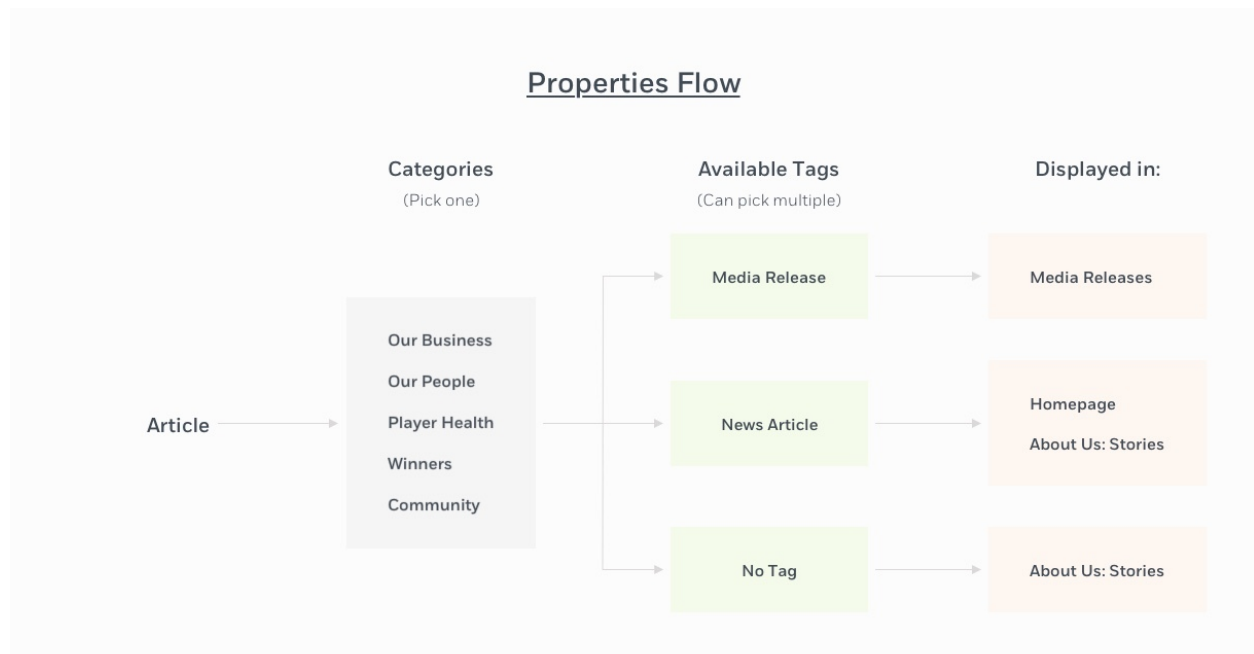 Properties Flow
Categories
(Pick one)
Available Tags
(Can pick multiple)
Displayed in:
Article
Our Business
Our People
Player Health
Winners
Community
Media Release
News Article
No Tag
Media Releases
Homepage
About Us: Stories
About Us: Stories